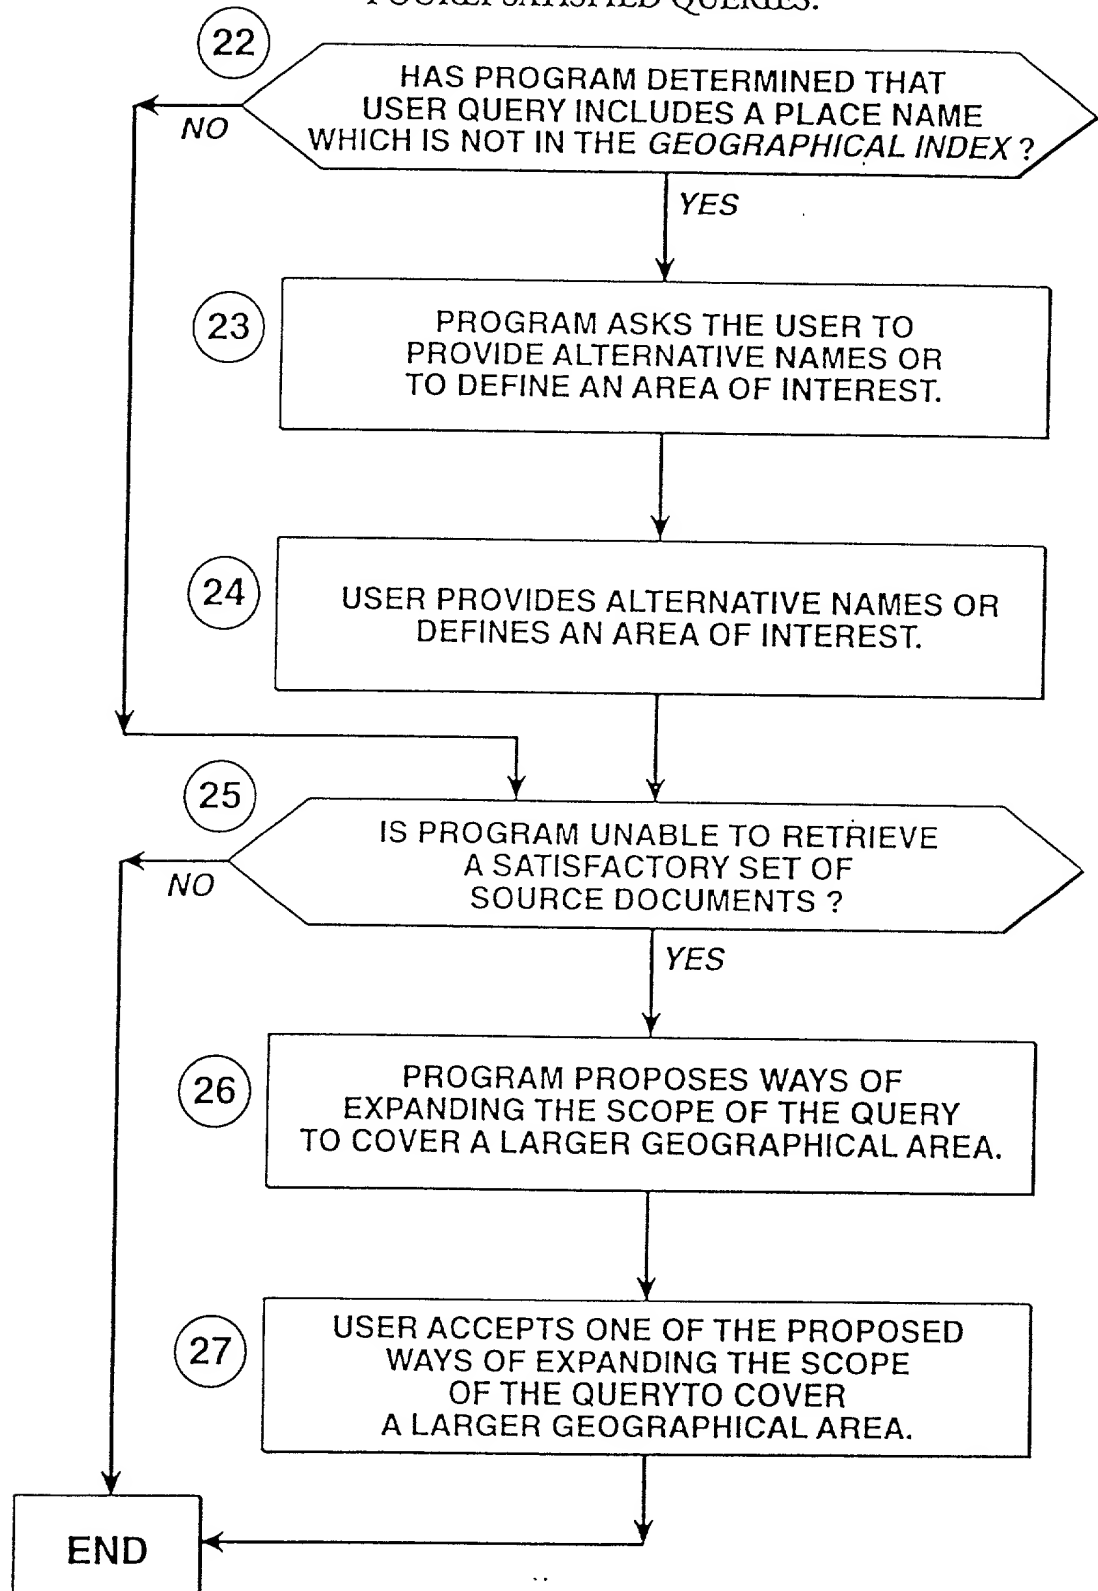 POORLY SATISFIED QUERIES.
22
HAS PROGRAM DETERMINED THAT
USER QUERY INCLUDES A PLACE NAME
WHICH IS NOT IN THE GEOGRAPHICAL INDEX ?
NO
YES
23
PROGRAM ASKS THE USER TO
PROVIDE ALTERNATIVE NAMES OR
TO DEFINE AN AREA OF INTEREST.
24
USER PROVIDES ALTERNATIVE NAMES OR
DEFINES AN AREA OF INTEREST.
25
IS PROGRAM UNABLE TO RETRIEVE
A SATISFACTORY SET OF
SOURCE DOCUMENTS ?
NO
YES
26
PROGRAM PROPOSES WAYS OF
EXPANDING THE SCOPE OF THE QUERY
TO COVER A LARGER GEOGRAPHICAL AREA.
27
USER ACCEPTS ONE OF THE PROPOSED
WAYS OF EXPANDING THE SCOPE
OF THE QUERYTO COVER
A LARGER GEOGRAPHICAL AREA.
END